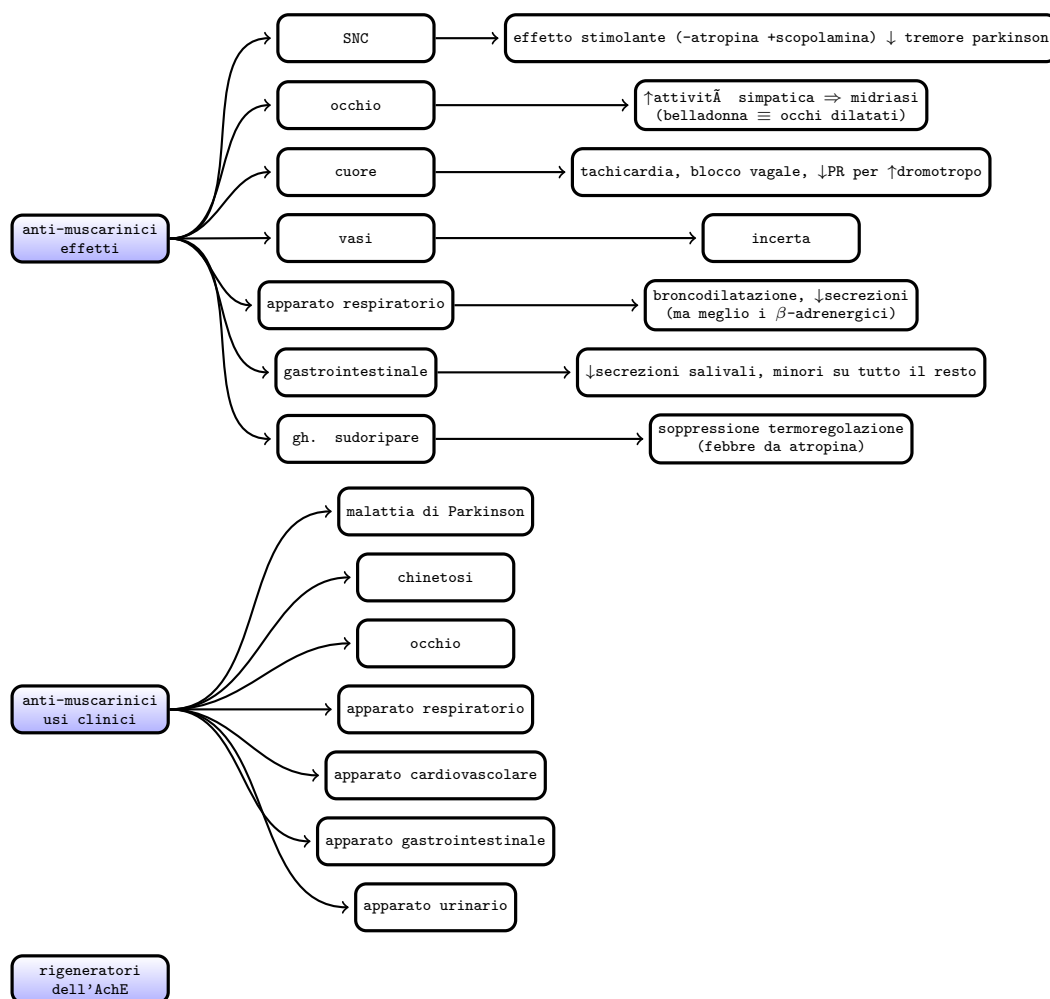 SNC
effetto stimolante (-atropina +scopolamina) ↓ tremore parkinson
occhio
↑attivitÃ simpatica ⇒ midriasi
(belladonna ≡ occhi dilatati)
cuore
tachicardia, blocco vagale, ↓PR per ↑dromotropo
anti-muscarinici
effetti
vasi
incerta
apparato respiratorio
broncodilatazione, ↓secrezioni
(ma meglio i β-adrenergici)
gastrointestinale
↓secrezioni salivali, minori su tutto il resto
gh. sudoripare
soppressione termoregolazione
(febbre da atropina)
malattia di Parkinson
chinetosi
occhio
anti-muscarinici
usi clinici
apparato respiratorio
apparato cardiovascolare
apparato gastrointestinale
apparato urinario
rigeneratori
dell'AchE